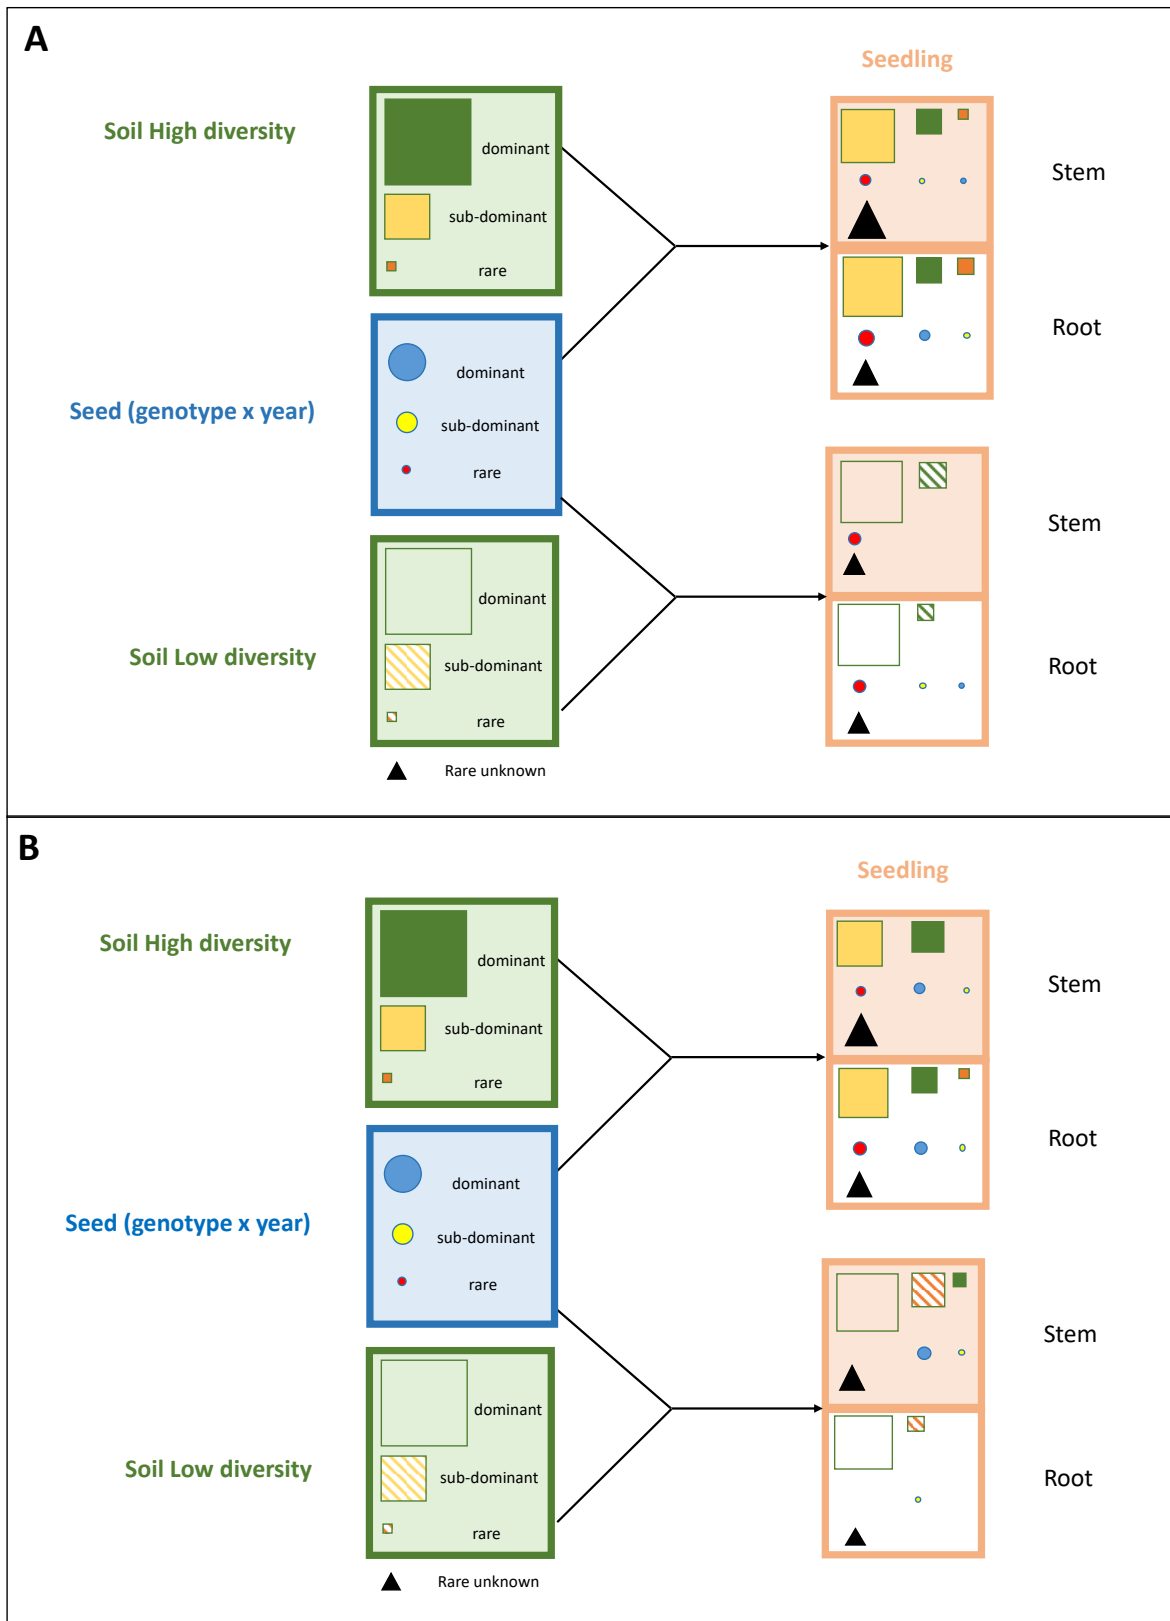 A
Seedling
Soil High diversity
dominant
sub-dominant
rare
Stem
Root
Seed (genotype x year)
dominant
sub-dominant
rare
Soil Low diversity
dominant
sub-dominant
rare
Stem
Root
Rare unknown
B
Seedling
Soil High diversity
dominant
sub-dominant
rare
Stem
Root
Seed (genotype x year)
dominant
sub-dominant
rare
Soil Low diversity
dominant
sub-dominant
rare
Stem
Root
Rare unknown